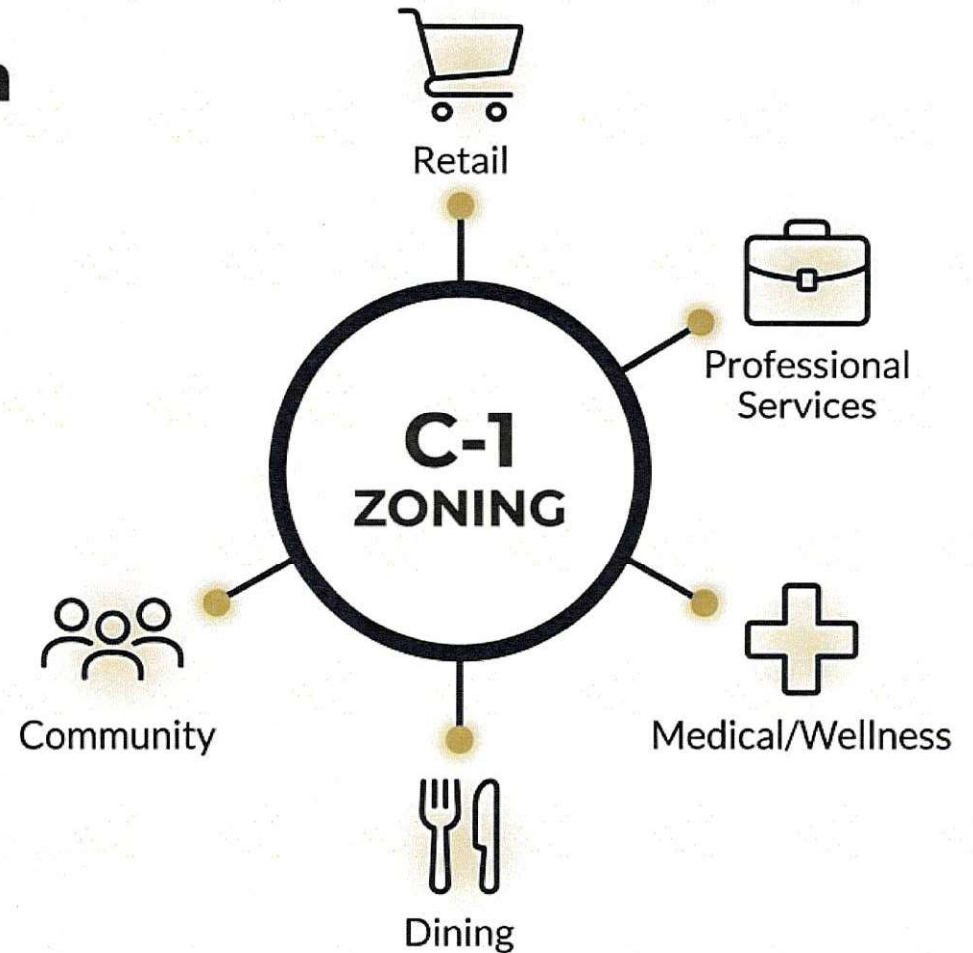 Retail
Professional
Services
C-1
ZONING
Community
Medical/Wellness
Dining